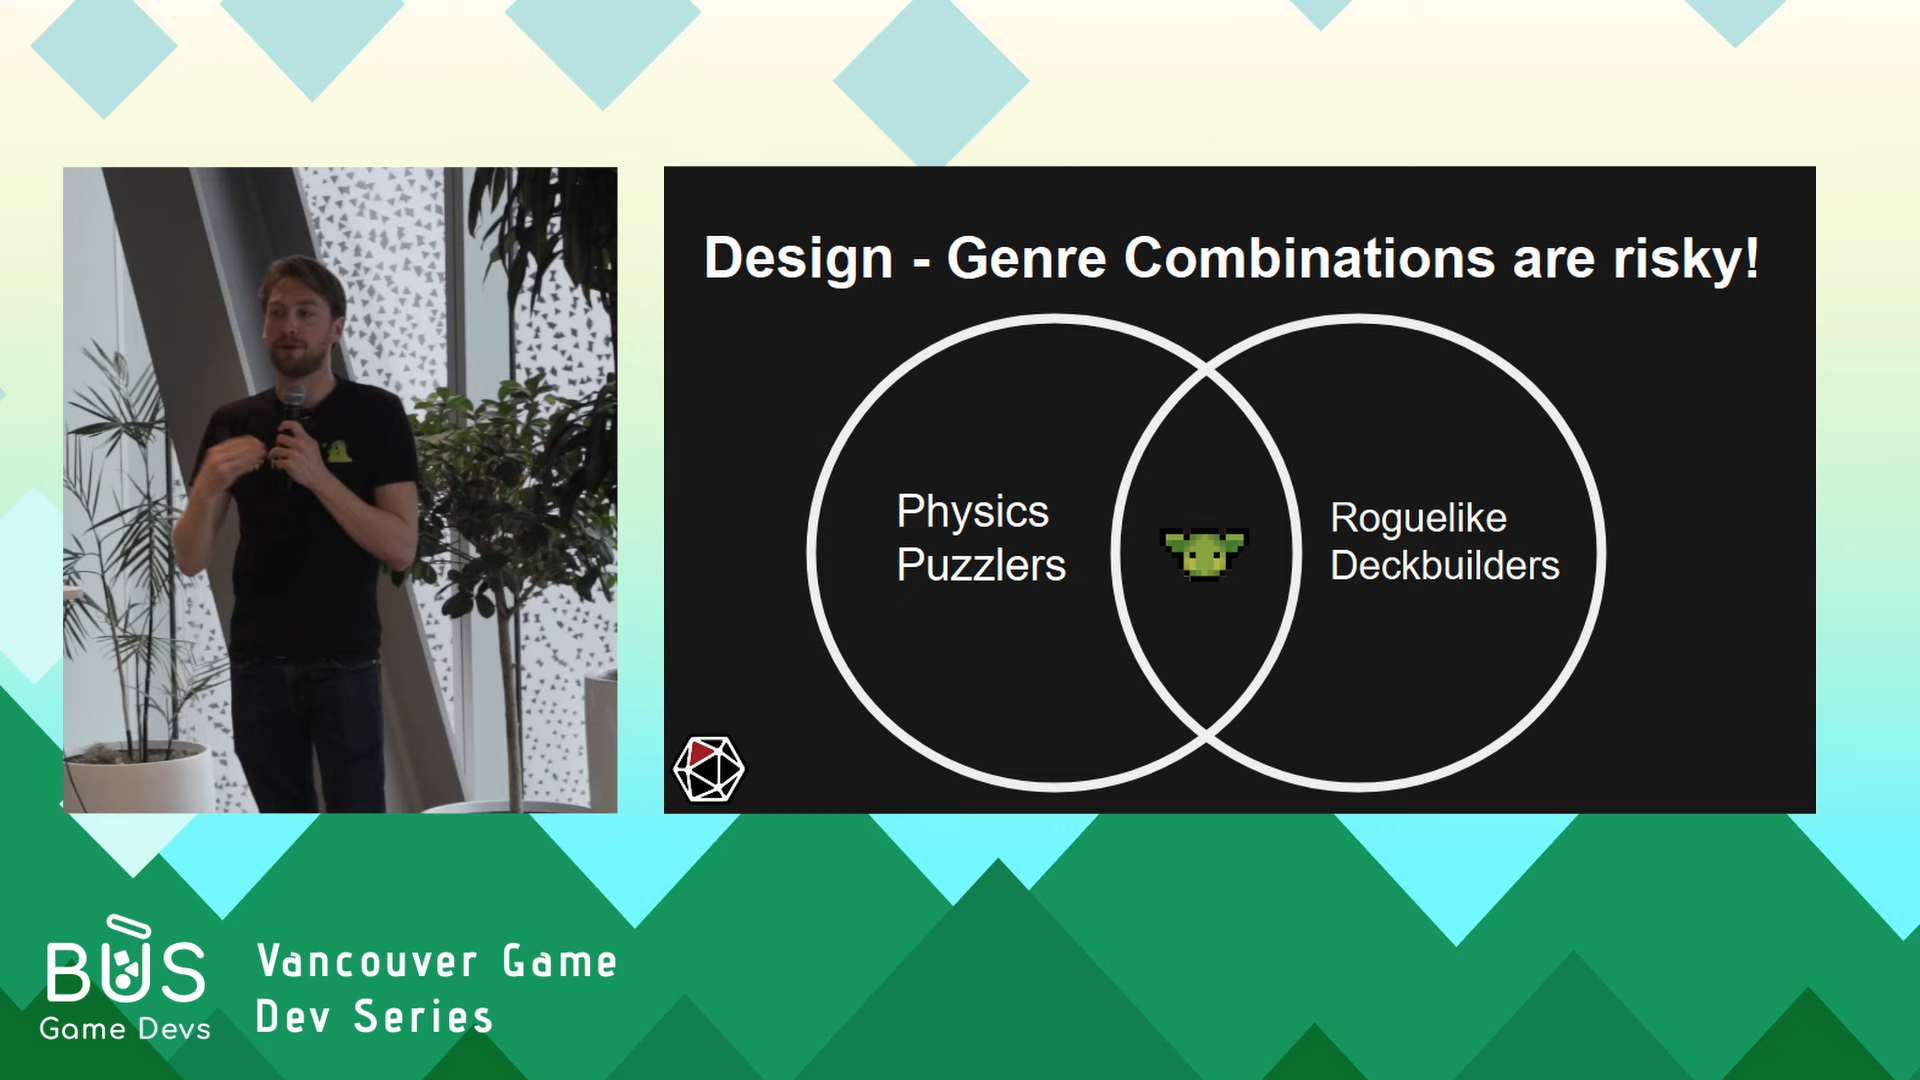 Design - Genre Combinations are risky!
Physics
Puzzlers
Roguelike
Deckbuilders
BUS
Game Devs
Vancouver Game
Dev Series